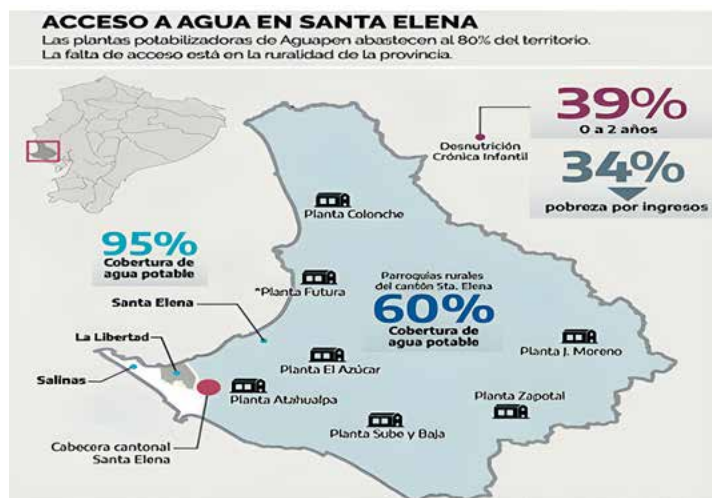 ACCESO A AGUA EN SANTA ELENA
Las plantas potabilizadoras de Aguapen abastecen al 80% del territorio.
La falta de acceso está en la ruralidad de la provincia.
39%
0 a 2 años
Desnutrición
Crónica Infantil
34%
pobreza por ingresos
Planta Colonche
95%
Cobertura de
agua potable
*Planta Futura
Parroquias rurales
del cantón Sta. Elena
60%
Cobertura de
agua potable
Santa Elena
La Libertad
Salinas
Planta El Azúcar
Planta J. Moreno
Planta Atahualpa
Planta Zapotal
Planta Sube y Baja
Cabecera cantonal
Santa Elena